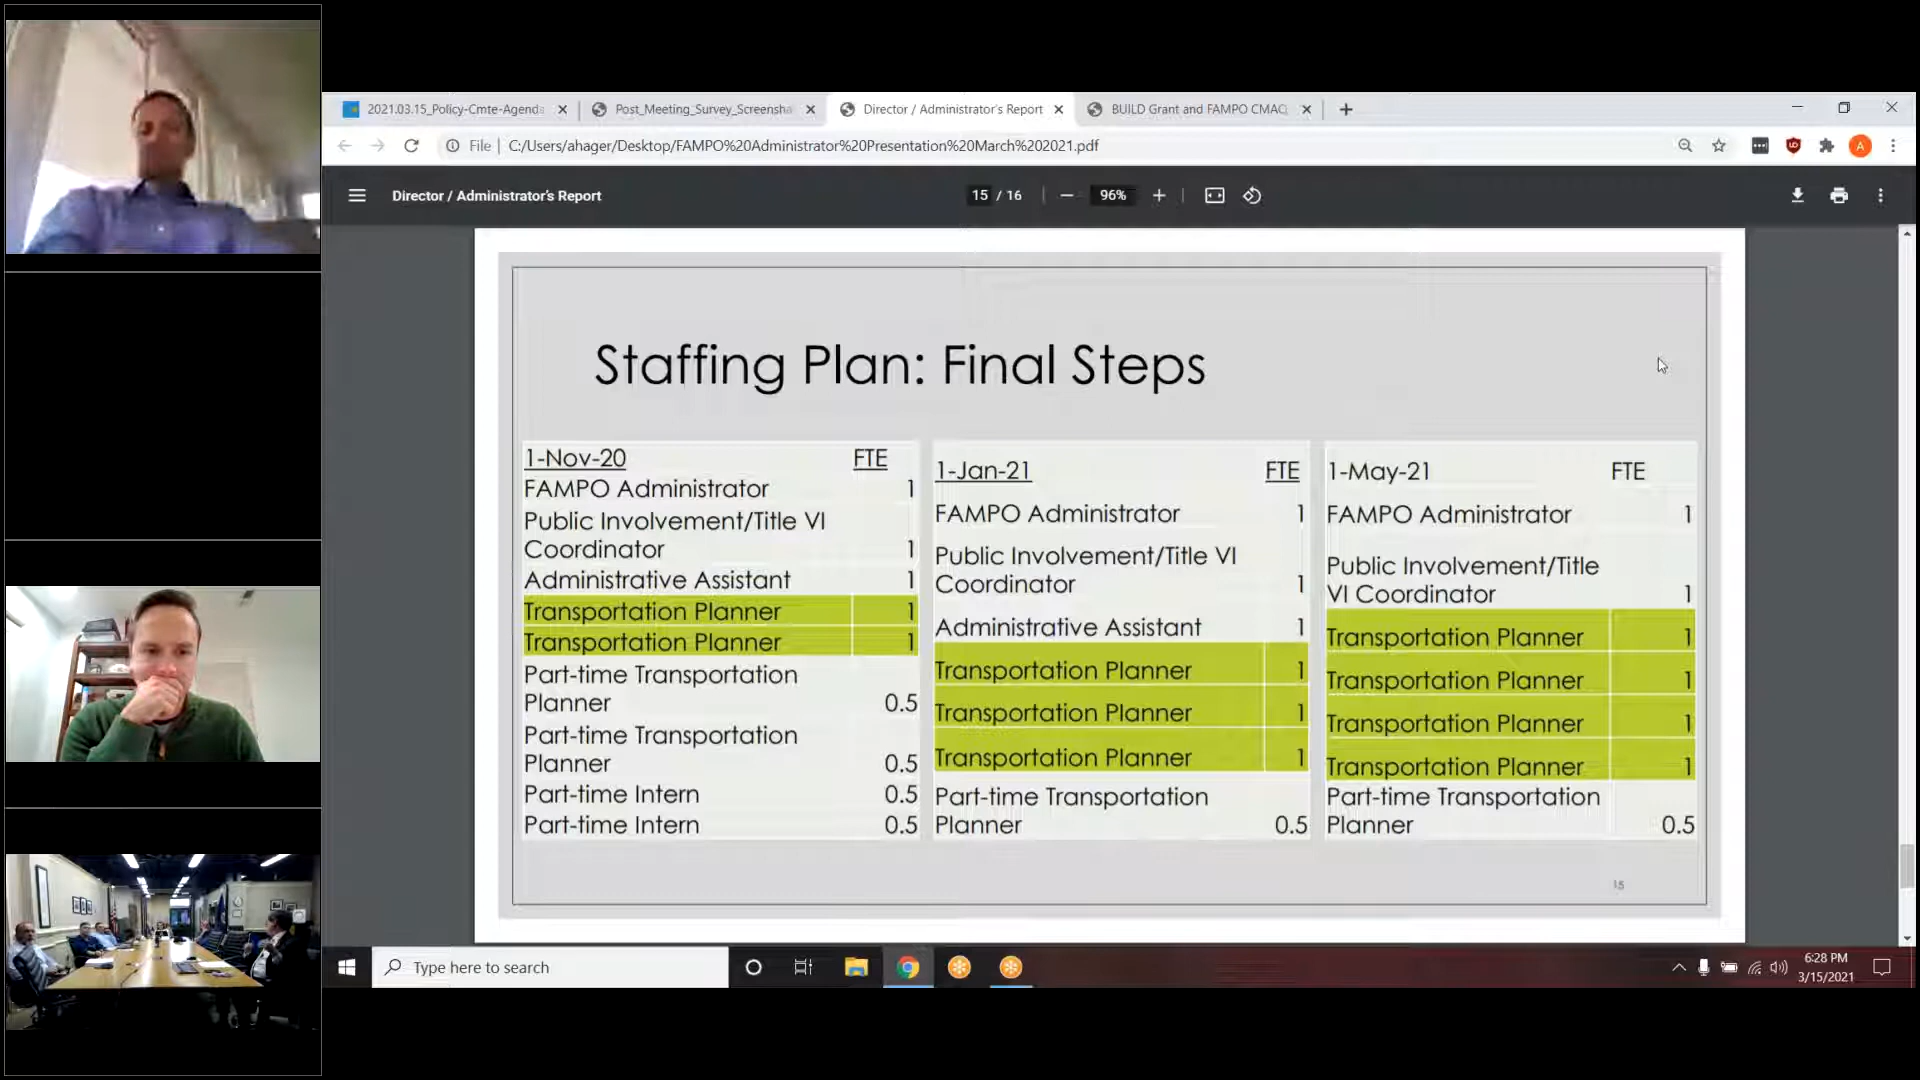 2021.03.15_Policy-Cmte-Agenda
Post_Meeting_Survey_Screensha
Director / Administrator's Report
BUILD Grant and FAMPO CMAQ
File
C:/Users/ahager/Desktop/FAMPO%20Administrator%20Presentation%20March%202021.pdf
A
Director / Administrator's Report
15 / 16
96%
Staffing Plan: Final Steps
1-Nov-20 FTE
FAMPO Administrator 1
Public Involvement/Title VI
Coordinator 1
Administrative Assistant 1
Transportation Planner 1
Transportation Planner 1
Part-time Transportation
Planner 0.5
Part-time Transportation
Planner 0.5
Part-time Intern 0.5
Part-time Intern 0.5
1-Jan-21 FTE
FAMPO Administrator 1
Public Involvement/Title VI
Coordinator 1
Administrative Assistant 1
Transportation Planner 1
Transportation Planner 1
Transportation Planner 1
Part-time Transportation
Planner 0.5
1-May-21 FTE
FAMPO Administrator 1
Public Involvement/Title
VI Coordinator 1
Transportation Planner 1
Transportation Planner 1
Transportation Planner 1
Transportation Planner 1
Part-time Transportation
Planner 0.5
15
Type here to search
6:28 PM
3/15/2021